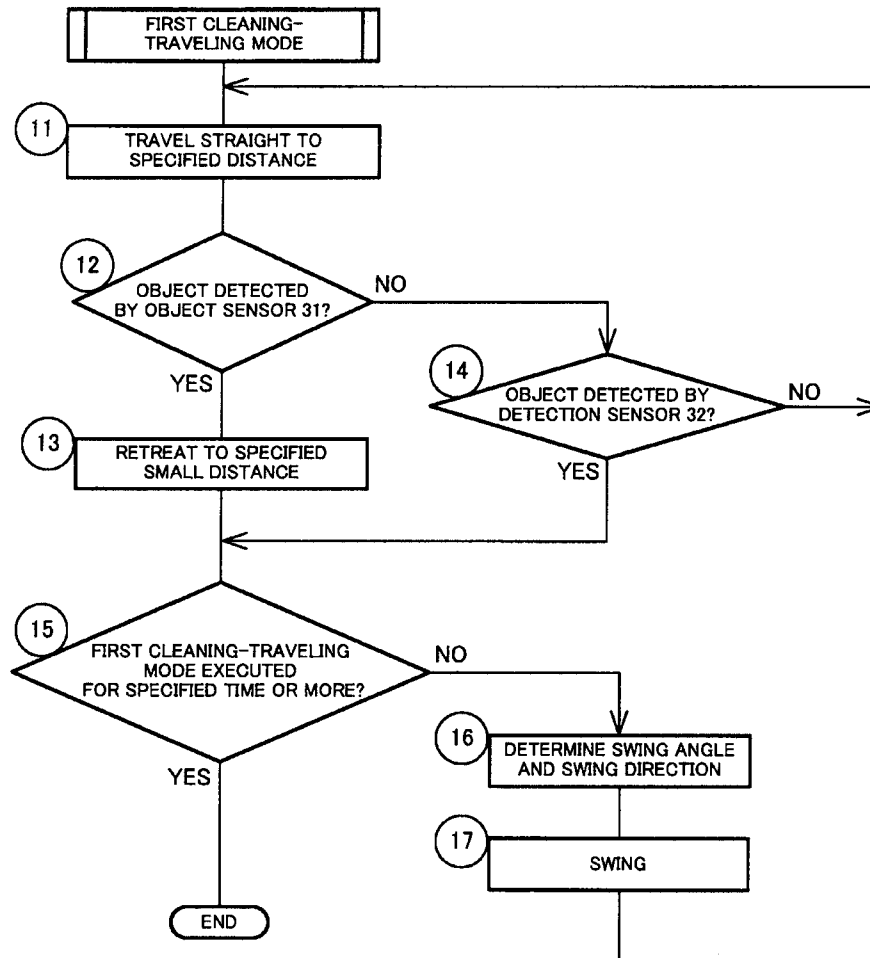 FIRST CLEANING-
TRAVELING MODE
11
TRAVEL STRAIGHT TO
SPECIFIED DISTANCE
12
OBJECT DETECTED
BY OBJECT SENSOR 31?
NO
YES
14
OBJECT DETECTED BY
DETECTION SENSOR 32?
NO
YES
13
RETREAT TO SPECIFIED
SMALL DISTANCE
15
FIRST CLEANING-TRAVELING
MODE EXECUTED
FOR SPECIFIED TIME OR MORE?
NO
YES
16
DETERMINE SWING ANGLE
AND SWING DIRECTION
17
SWING
END